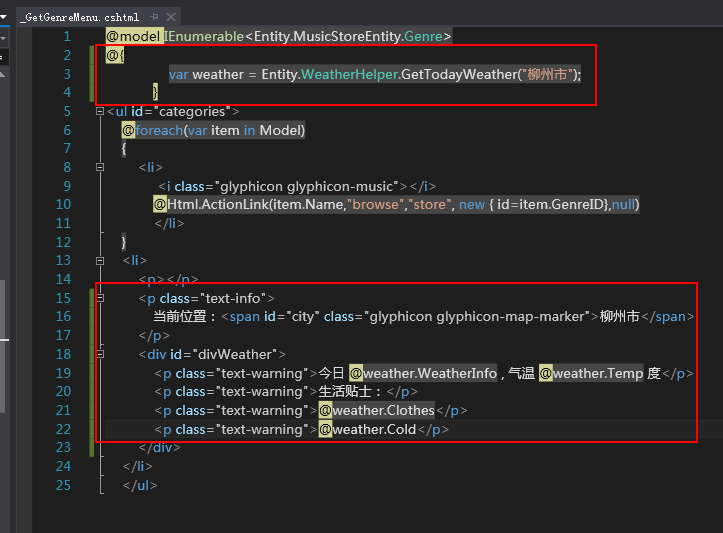 _GetGenreMenu.cshtml
1 @model IEnumerable<Entity.MusicStoreEntity.Genre>
2 @{
3 var weather = Entity.WeatherHelper.GetTodayWeather("柳州市");
4 }
5 <ul id="categories">
6 @foreach(var item in Model)
7 {
8 <li>
9 <i class="glyphicon glyphicon-music"></i>
10 @Html.ActionLink(item.Name,"browse","store", new { id=item.GenreID},null)
11 </li>
12 }
13 <li>
14 <p></p>
15 <p class="text-info">
16 当前位置：<span id="city" class="glyphicon glyphicon-map-marker">柳州市</span>
17 </p>
18 <div id="divWeather">
19 <p class="text-warning">今日 @weather.WeatherInfo , 气温 @weather.Temp 度</p>
20 <p class="text-warning">生活贴士：</p>
21 <p class="text-warning">@weather.Clothes</p>
22 <p class="text-warning">@weather.Cold</p>
23 </div>
24 </li>
25 </ul>